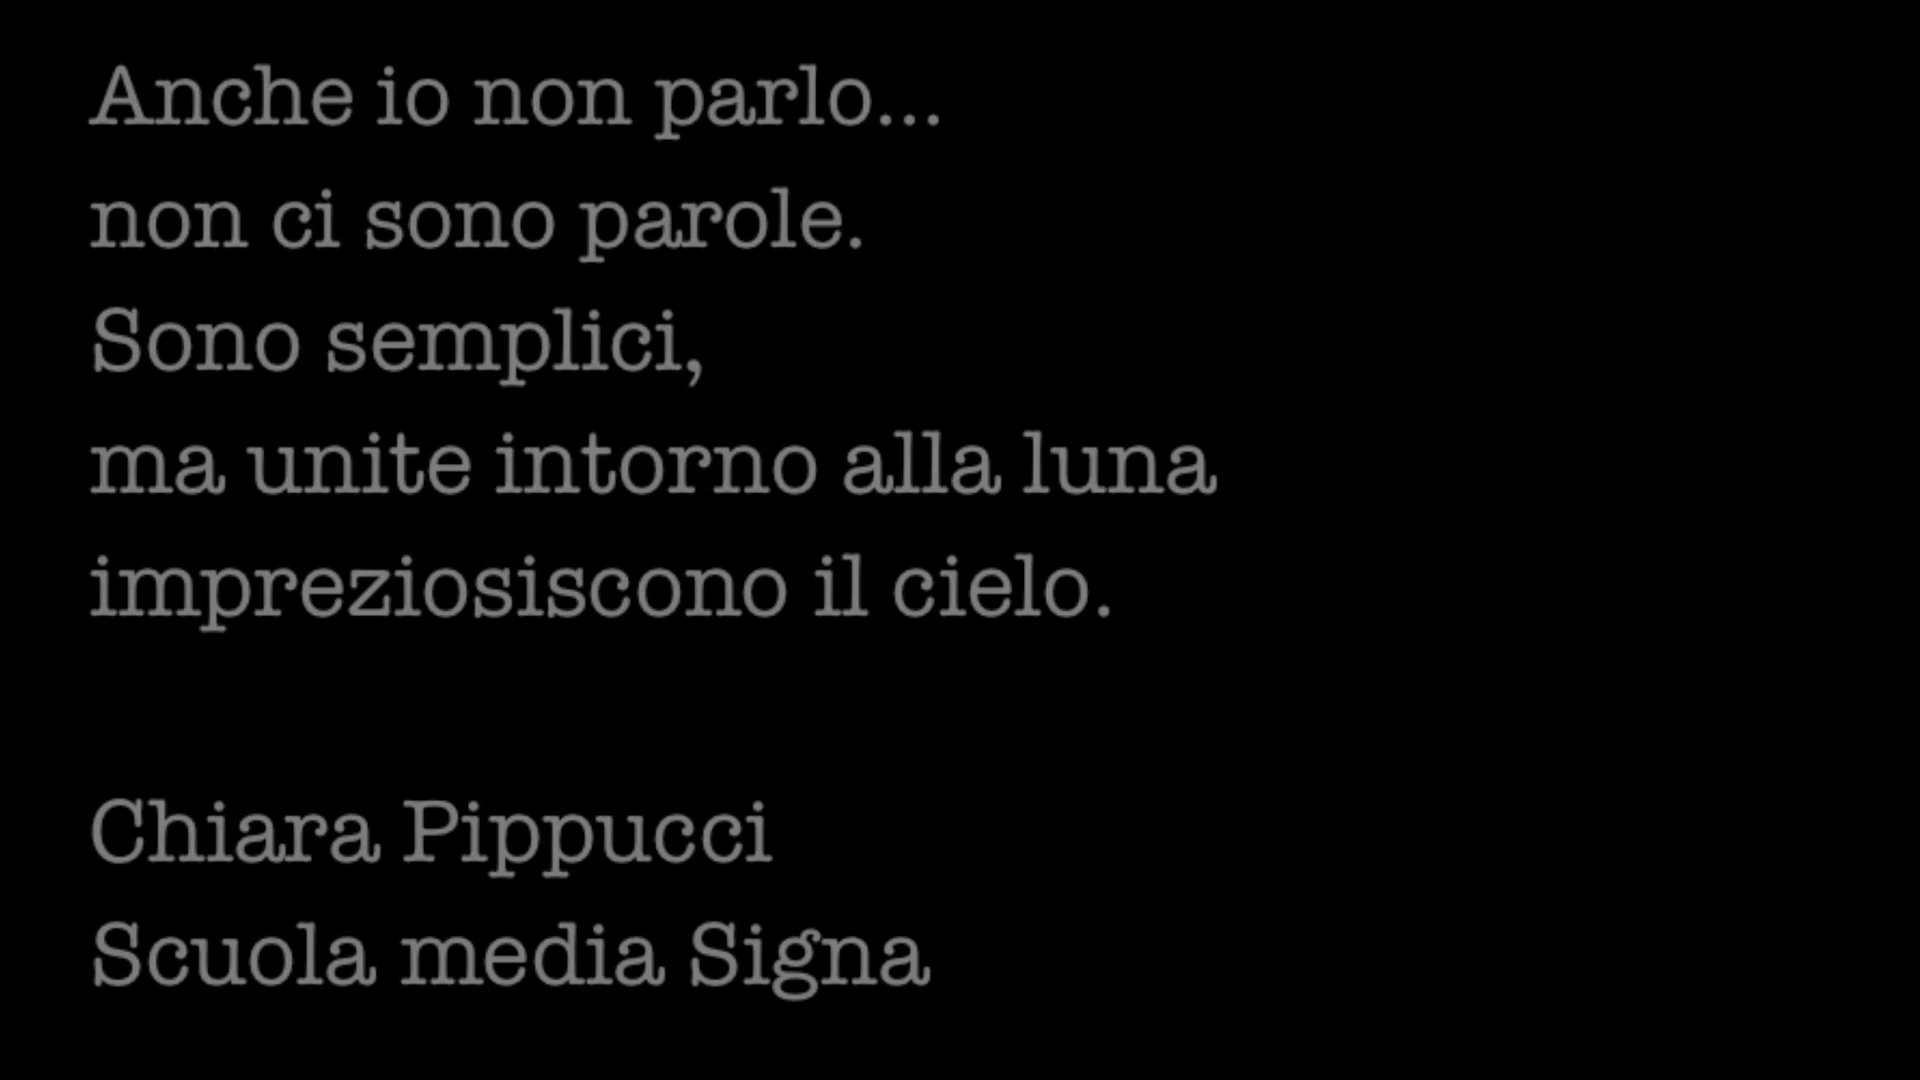 Anche io non parlo...
non ci sono parole.
Sono semplici,
ma unite intorno alla luna
impreziosiscono il cielo.
Chiara Pippucci
Scuola media Signa